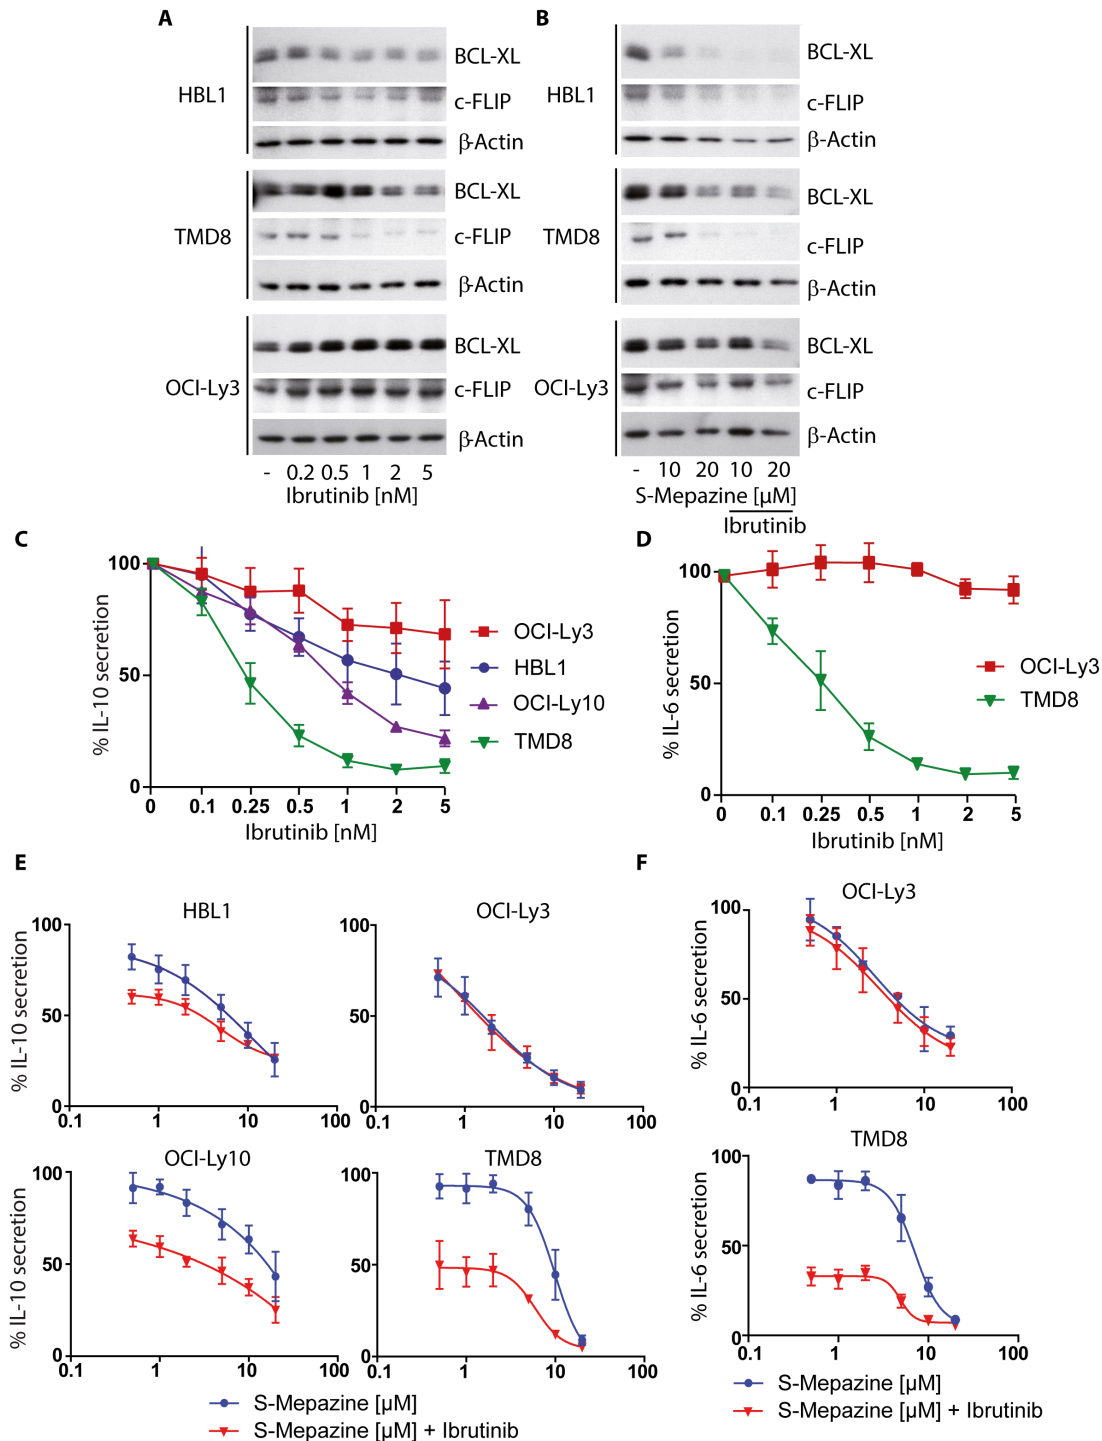 A
B
HBL1
BCL-XL
c-FLIP
β-Actin
HBL1
BCL-XL
c-FLIP
β-Actin
TMD8
BCL-XL
c-FLIP
β-Actin
TMD8
BCL-XL
c-FLIP
β-Actin
OCI-Ly3
BCL-XL
c-FLIP
β-Actin
OCI-Ly3
BCL-XL
c-FLIP
β-Actin
- 0.2 0.5 1 2 5
Ibrutinib [nM]
- 10 20 10 20
S-Mepazine [µM]
Ibrutinib
C
% IL-10 secretion
100
50
0
0 0.1 0.25 0.5 1 2 5
Ibrutinib [nM]
OCI-Ly3
HBL1
OCI-Ly10
TMD8
D
% IL-6 secretion
100
50
0
0 0.1 0.25 0.5 1 2 5
Ibrutinib [nM]
OCI-Ly3
TMD8
E
HBL1
% IL-10 secretion
100
50
0
0.1 1 10 100
OCI-Ly3
100
50
0
0.1 1 10 100
OCI-Ly10
% IL-10 secretion
100
50
0
0.1 1 10 100
TMD8
100
50
0
0.1 1 10 100
S-Mepazine [µM]
S-Mepazine [µM] + Ibrutinib
F
OCI-Ly3
% IL-6 secretion
100
50
0
0.1 1 10 100
TMD8
% IL-6 secretion
100
50
0
0.1 1 10 100
S-Mepazine [µM]
S-Mepazine [µM] + Ibrutinib